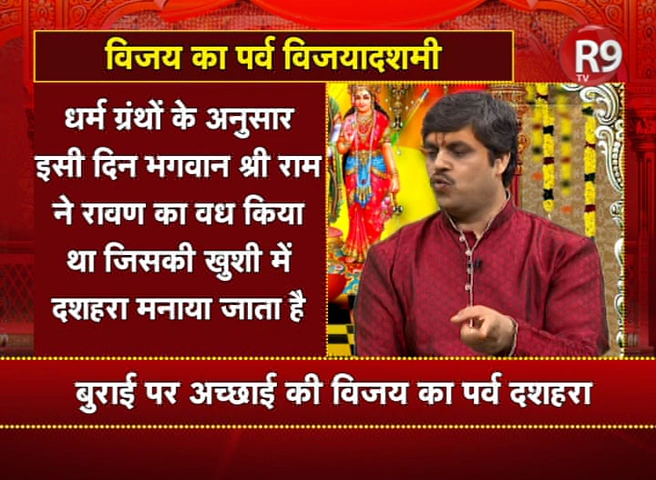 विजय का पर्व विजयादशमी
R9
TV
धर्म ग्रंथों के अनुसार
इसी दिन भगवान श्री राम
ने रावण का वध किया
था जिसकी खुशी में
दशहरा मनाया जाता है
बुराई पर अच्छाई की विजय का पर्व दशहरा